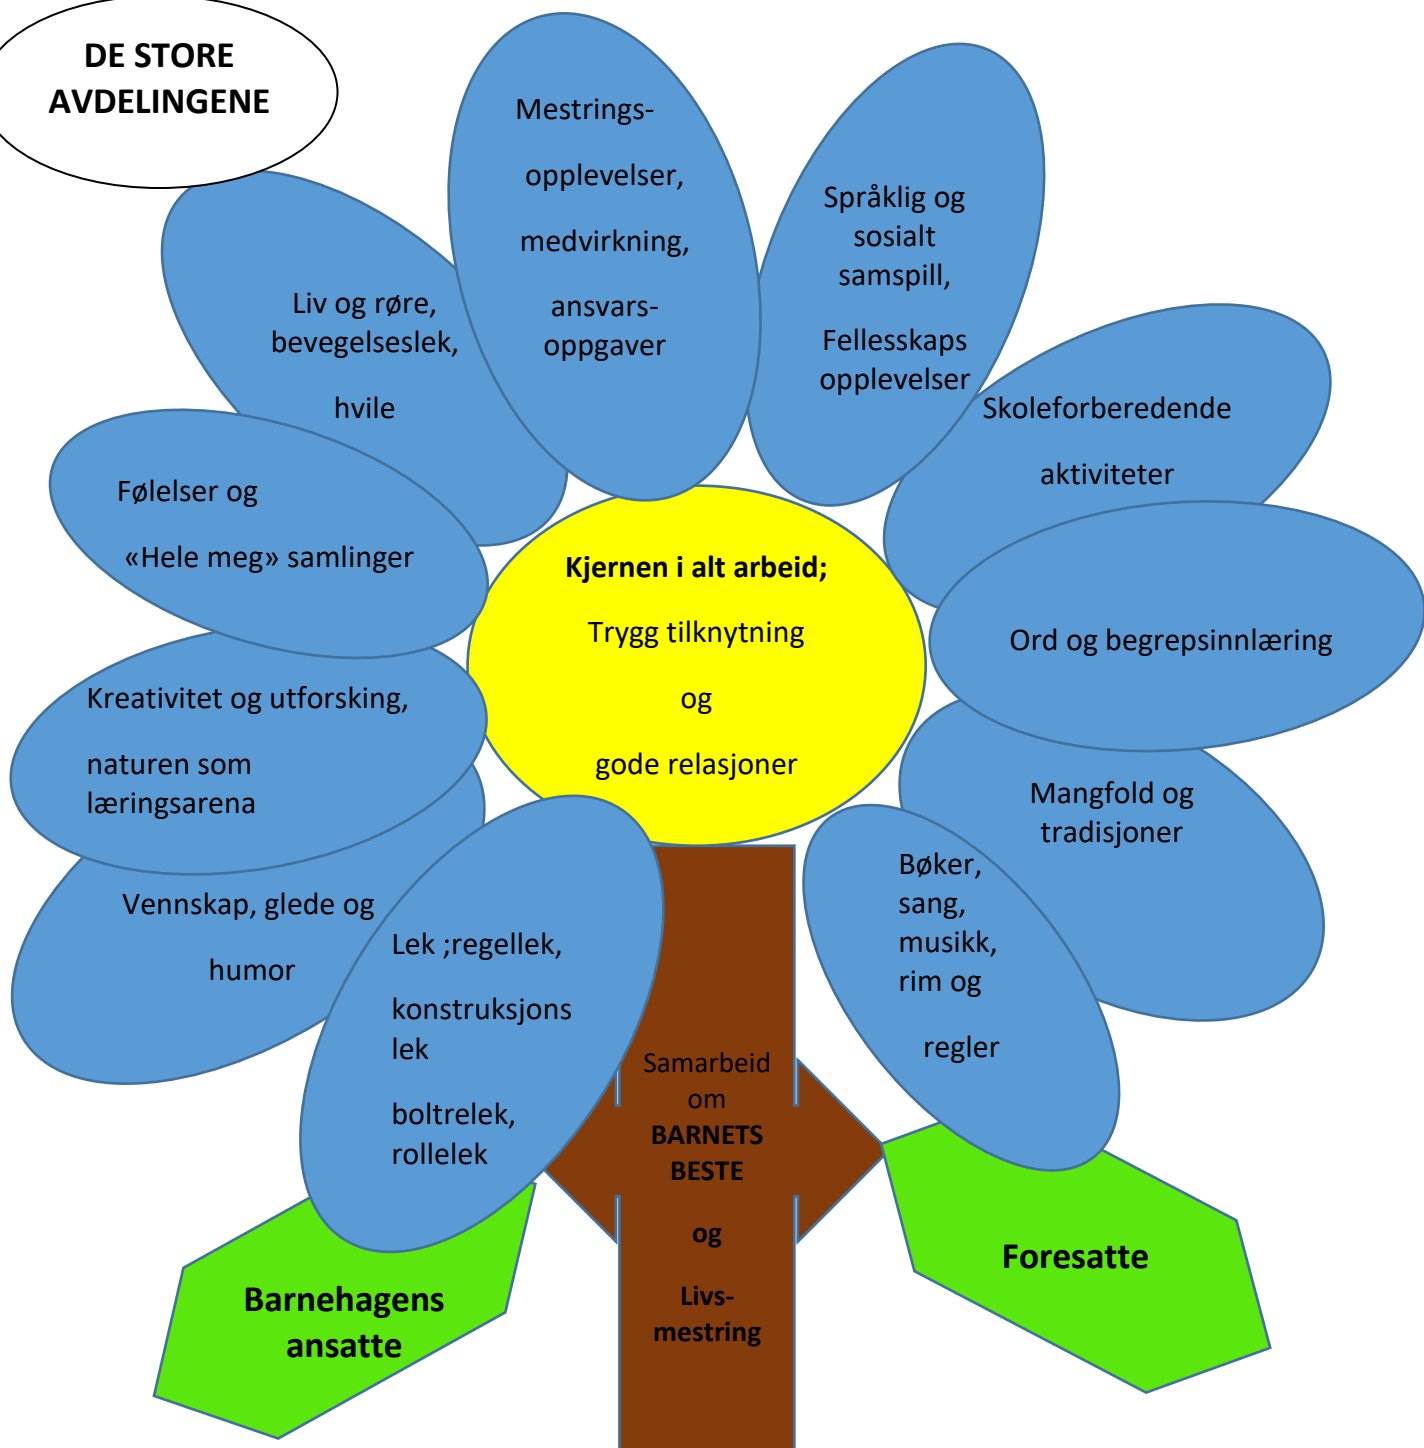 DE STORE
AVDELINGENE
Mestrings-
opplevelser,
medvirkning,
ansvars-
oppgaver
Språklig og
sosialt
samspill,
Fellesskaps
opplevelser
Liv og røre,
bevegelseslek,
hvile
Skoleforberedende
aktiviteter
Følelser og
«Hele meg» samlinger
Kjernen i alt arbeid;
Trygg tilknytning
og
gode relasjoner
Ord og begrepsinnlæring
Kreativitet og utforsking,
naturen som
læringsarena
Mangfold og
tradisjoner
Vennskap, glede og
humor
Lek ;regellek,
konstruksjons
lek
boltrelek,
rollelek
Bøker,
sang,
musikk,
rim og
regler
Samarbeid
om
BARNETS
BESTE
og
Livs-
mestring
Barnehagens
ansatte
Foresatte